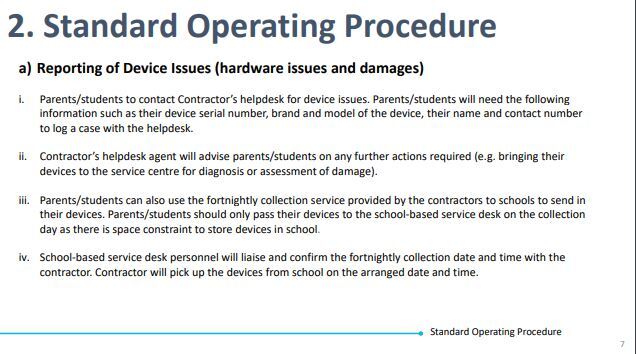 2. Standard Operating Procedure
a) Reporting of Device Issues (hardware issues and damages)
i. Parents/students to contact Contractor's helpdesk for device issues. Parents/students will need the following
information such as their device serial number, brand and model of the device, their name and contact number
to log a case with the helpdesk.
ii. Contractor's helpdesk agent will advise parents/students on any further actions required (e.g. bringing their
devices to the service centre for diagnosis or assessment of damage).
iii. Parents/students can also use the fortnightly collection service provided by the contractors to schools to send in
their devices. Parents/students should only pass their devices to the school-based service desk on the collection
day as there is space constraint to store devices in school.
iv. School-based service desk personnel will liaise and confirm the fortnightly collection date and time with the
contractor. Contractor will pick up the devices from school on the arranged date and time.
Standard Operating Procedure
7